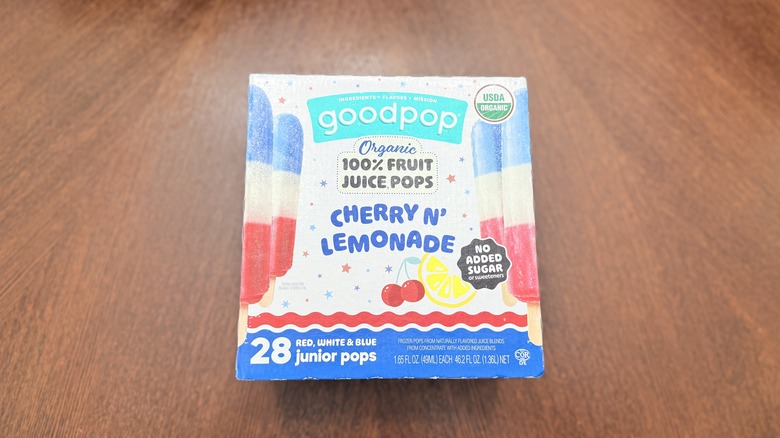 INGREDIENTS • FLAVOR • MISSION
goodpop
USDA
ORGANIC
Organic
100% FRUIT
JUICE POPS
CHERRY N'
LEMONADE
NO
ADDED
SUGAR
or sweeteners
28 RED, WHITE & BLUE
junior pops
FROZEN POPS FROM NATURALLY FLAVORED JUICE BLENDS
FROM CONCENTRATE WITH ADDED INGREDIENTS
1.65 FL OZ (49ML) EACH 46.2 FL OZ (1.36L) NET
COR